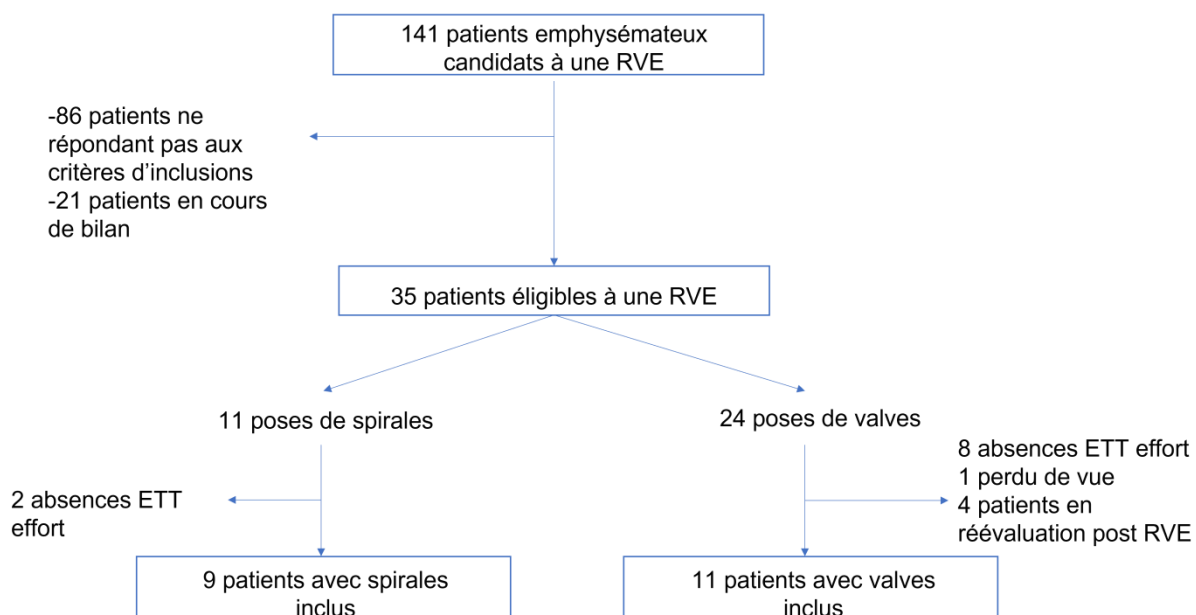 141 patients emphysémateux
candidats à une RVE
-86 patients ne
répondant pas aux
critères d’inclusions
-21 patients en cours
de bilan
35 patients éligibles à une RVE
11 poses de spirales
24 poses de valves
2 absences ETT
effort
8 absences ETT effort
1 perdu de vue
4 patients en
réévaluation post RVE
9 patients avec spirales
inclus
11 patients avec valves
inclus